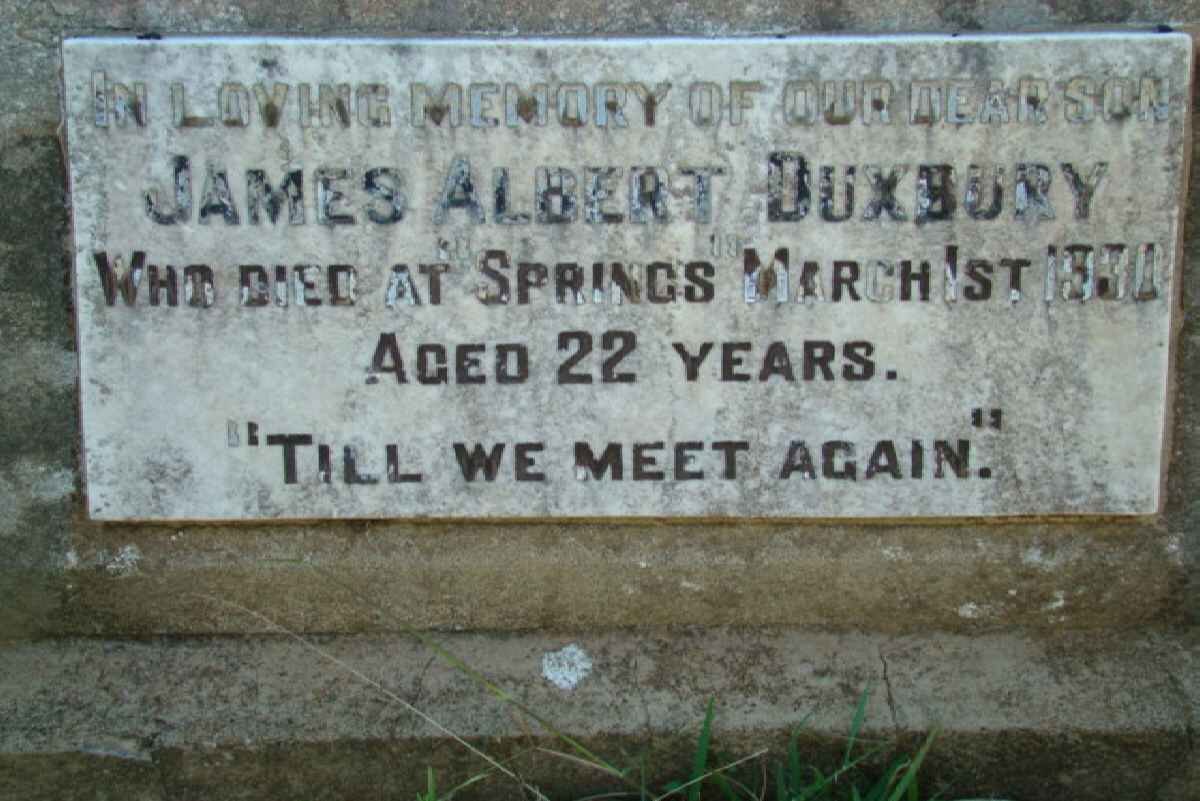 IN LOVING MEMORY OF OUR DEAR SON
JAMES ALBERT DUXBURY
WHO DIED AT "SPRINGS" MARCH 1ST
AGED 22 YEARS.
"TILL WE MEET AGAIN."